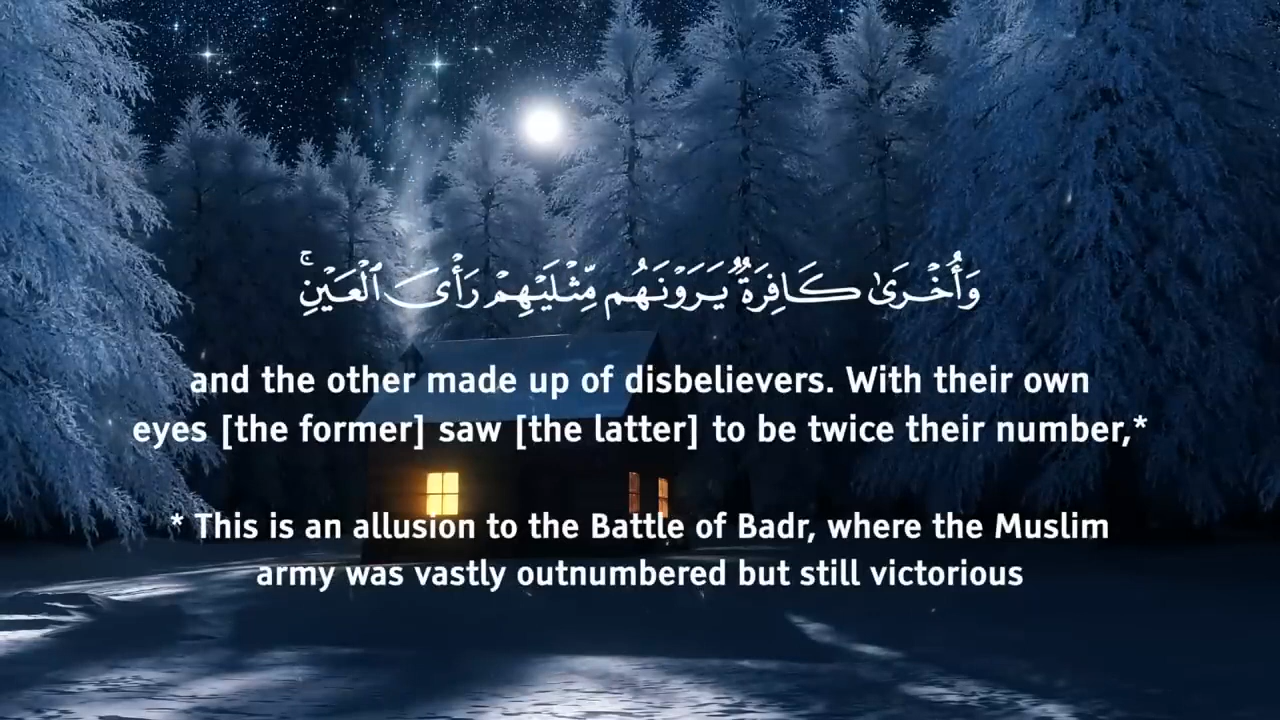 وَأُخْرَىٰ كَافِرَةٌ يَرَوْنَهُم مِّثْلَيْهِمْ رَأْىَ ٱلْعَيْنِ ۚ
and the other made up of disbelievers. With their own
eyes [the former] saw [the latter] to be twice their number,*
* This is an allusion to the Battle of Badr, where the Muslim
army was vastly outnumbered but still victorious